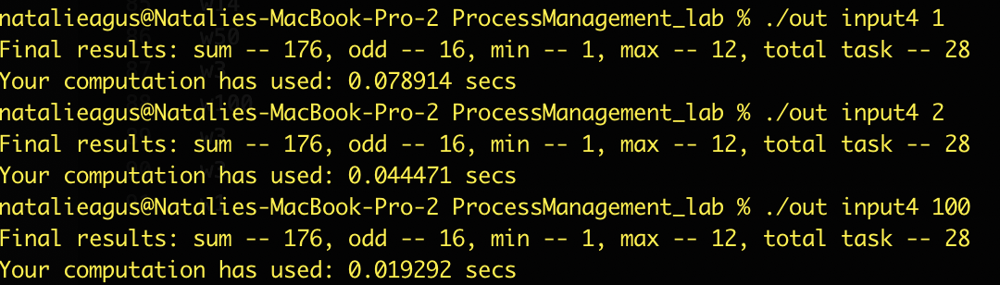 natalieagus@Natalies-MacBook-Pro-2 ProcessManagement_lab % ./out input4 1
Final results: sum -- 176, odd -- 16, min -- 1, max -- 12, total task -- 28
Your computation has used: 0.078914 secs
natalieagus@Natalies-MacBook-Pro-2 ProcessManagement_lab % ./out input4 2
Final results: sum -- 176, odd -- 16, min -- 1, max -- 12, total task -- 28
Your computation has used: 0.044471 secs
natalieagus@Natalies-MacBook-Pro-2 ProcessManagement_lab % ./out input4 100
Final results: sum -- 176, odd -- 16, min -- 1, max -- 12, total task -- 28
Your computation has used: 0.019292 secs